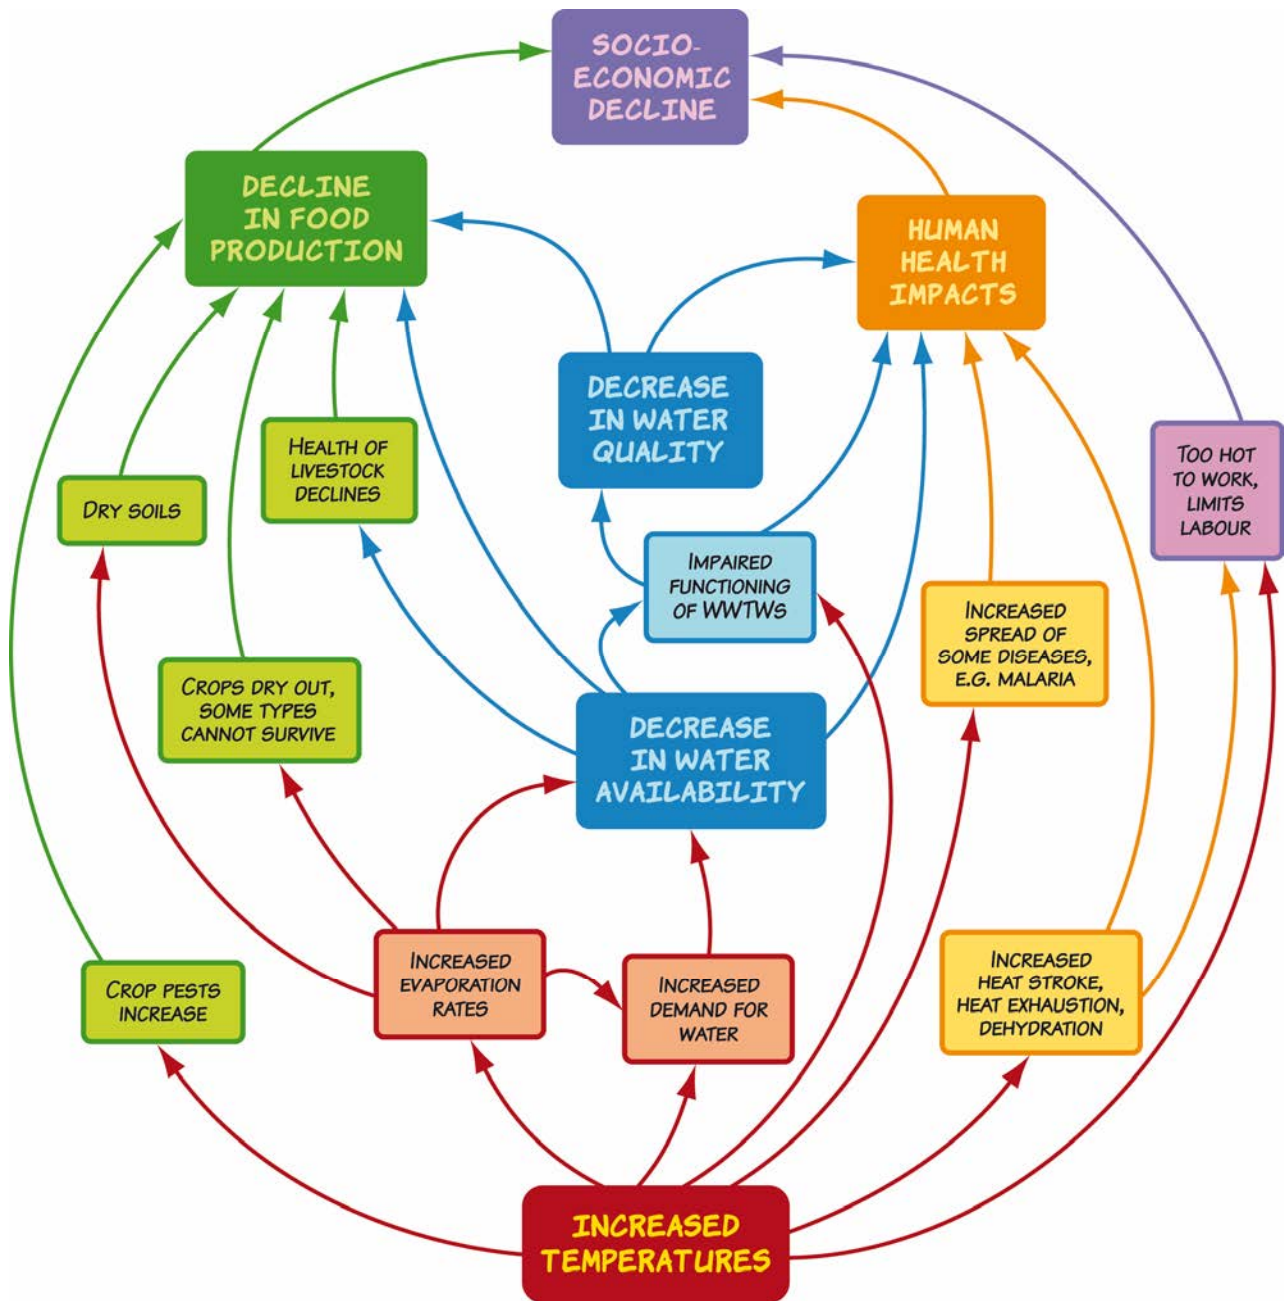 SOCIO-
ECONOMIC
DECLINE
DECLINE
IN FOOD
PRODUCTION
HUMAN
HEALTH
IMPACTS
DECREASE
IN WATER
QUALITY
HEALTH OF
LIVESTOCK
DECLINES
TOO HOT
TO WORK,
LIMITS
LABOUR
DRY SOILS
IMPAIRED
FUNCTIONING
OF WWTWs
INCREASED
SPREAD OF
SOME DISEASES,
E.G. MALARIA
CROPS DRY OUT,
SOME TYPES
CANNOT SURVIVE
DECREASE
IN WATER
AVAILABILITY
CROP PESTS
INCREASE
INCREASED
EVAPORATION
RATES
INCREASED
DEMAND FOR
WATER
INCREASED
HEAT STROKE,
HEAT EXHAUSTION,
DEHYDRATION
INCREASED
TEMPERATURES